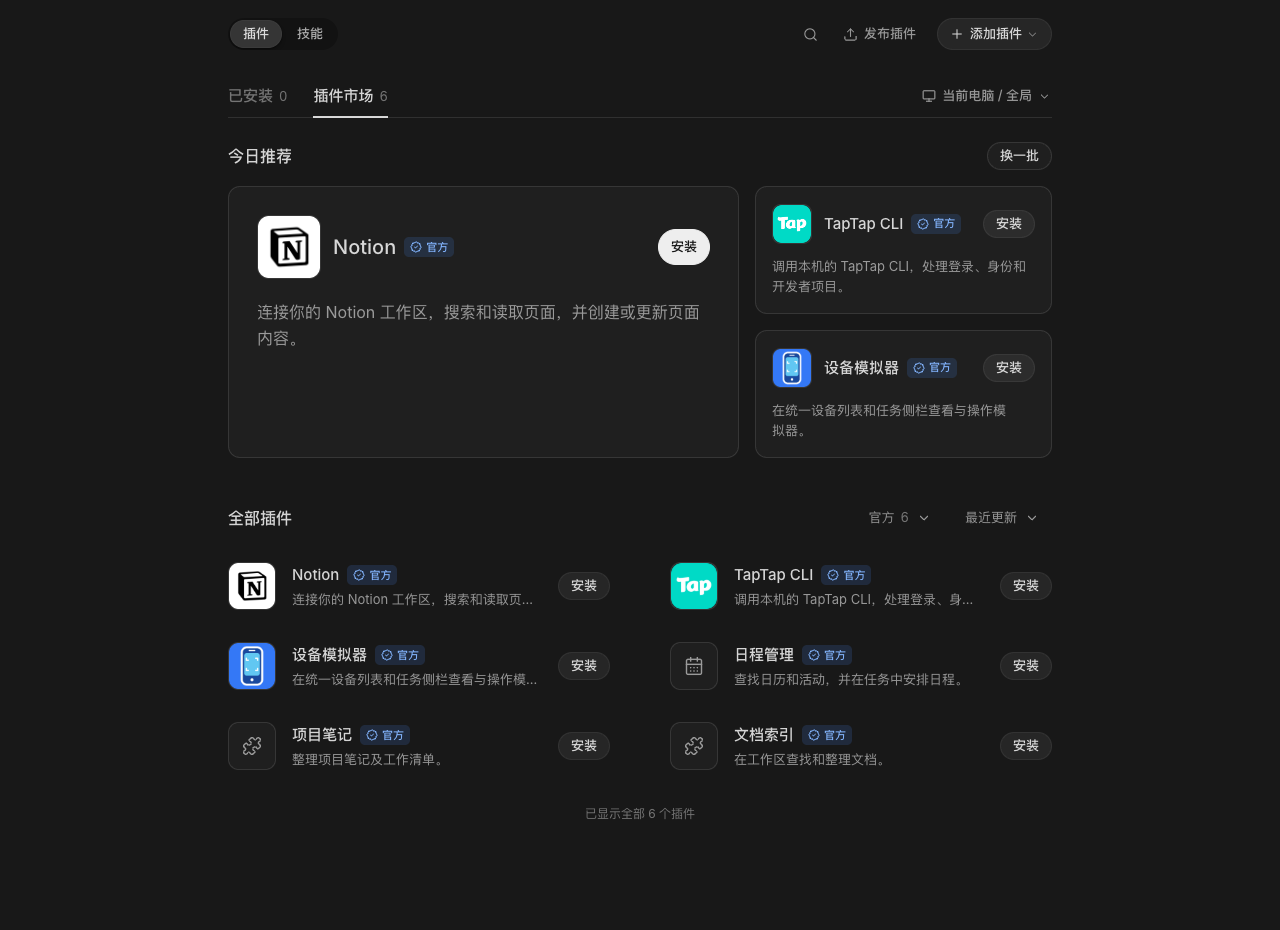 插件 技能 发布插件 添加插件
已安装 0 插件市场 6 当前电脑 / 全局
今日推荐 换一批
Notion 官方 安装
连接你的 Notion 工作区，搜索和读取页面，并创建或更新页面
内容。
Tap TapTap CLI 官方 安装
调用本机的 TapTap CLI，处理登录、身份和
开发者项目。
设备模拟器 官方 安装
在统一设备列表和任务侧栏查看与操作模
拟器。
全部插件 官方 6 最近更新
Notion 官方 安装
连接你的 Notion 工作区，搜索和读取页...
Tap TapTap CLI 官方 安装
调用本机的 TapTap CLI，处理登录、身...
设备模拟器 官方 安装
在统一设备列表和任务侧栏查看与操作模...
日程管理 官方 安装
查找日历和活动，并在任务中安排日程。
项目笔记 官方 安装
整理项目笔记及工作清单。
文档索引 官方 安装
在工作区查找和整理文档。
已显示全部 6 个插件